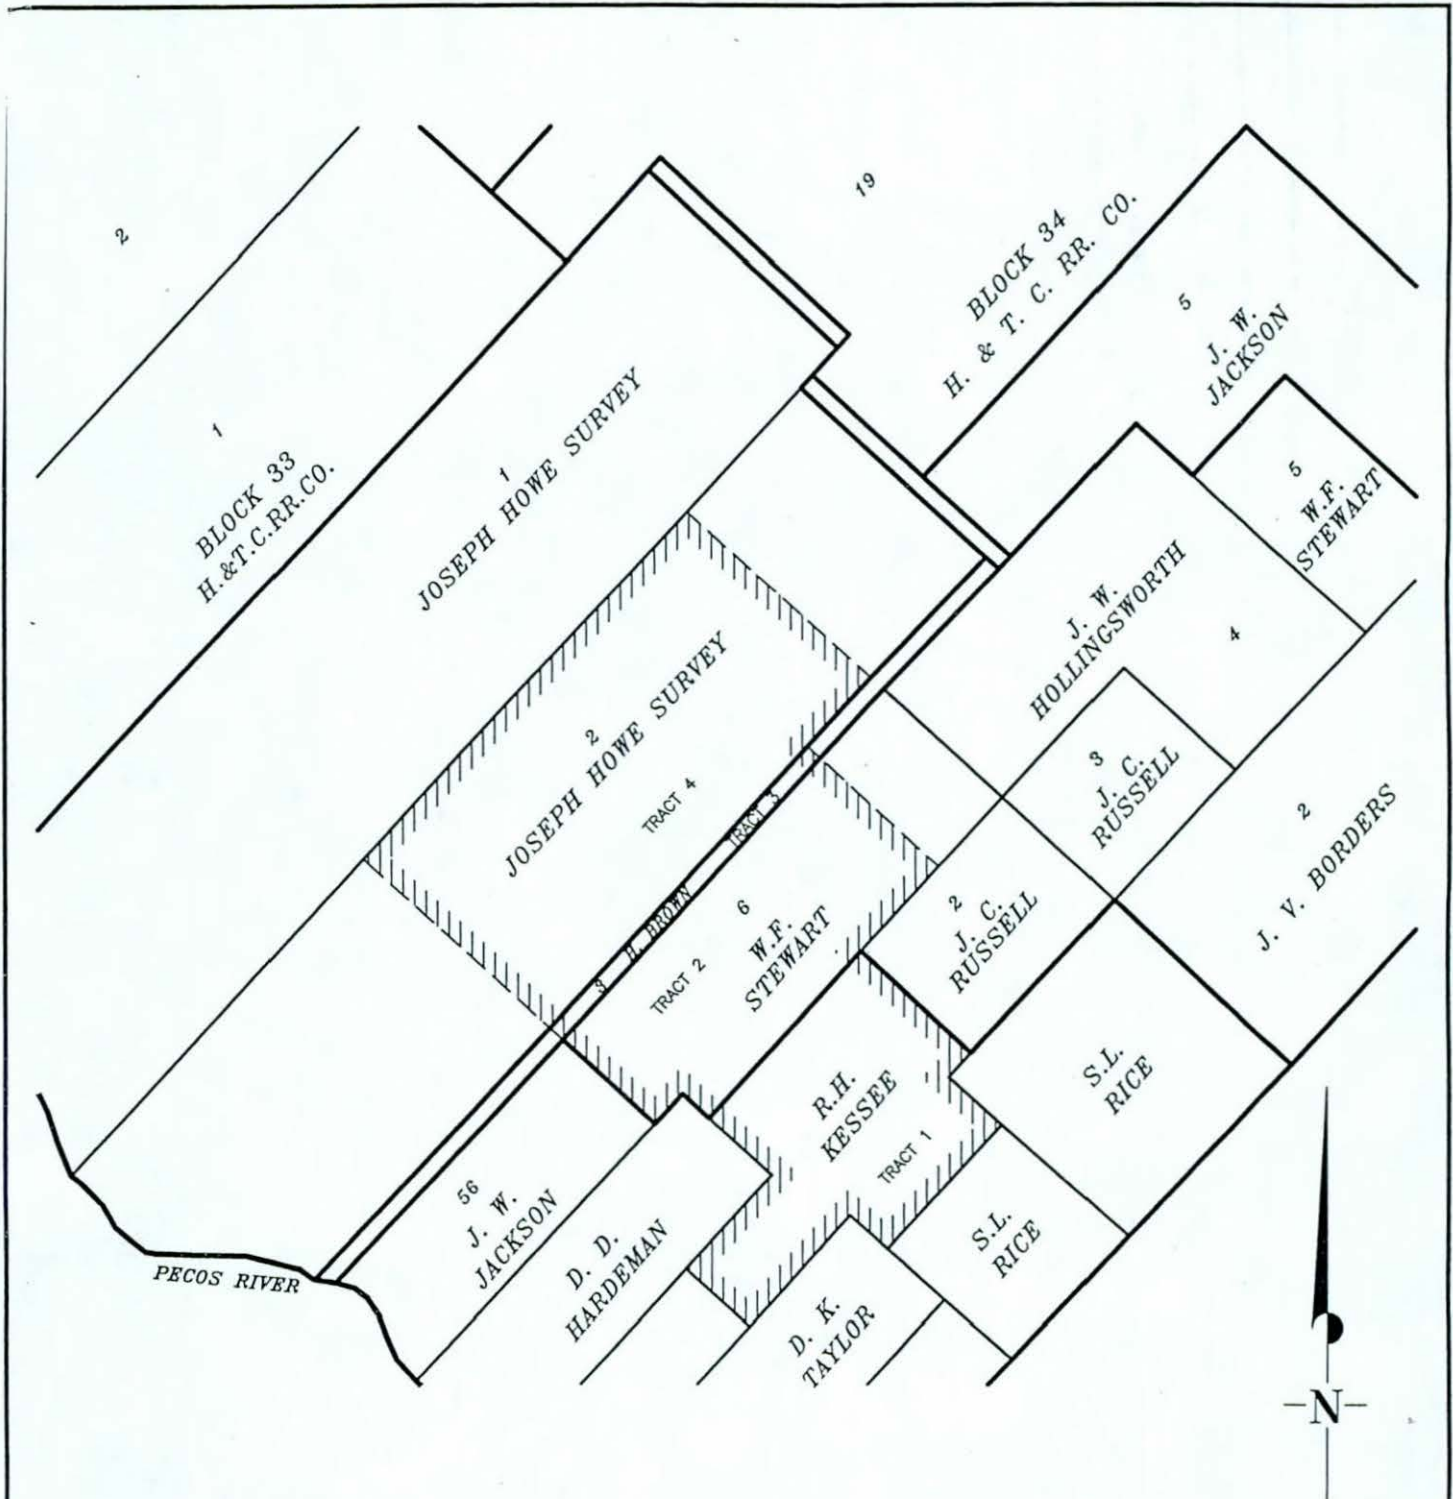 2
19
BLOCK 34
H. & T. C. RR. CO.
5
J. W.
JACKSON
1
BLOCK 33
H.&T.C.RR.CO.
1
JOSEPH HOWE SURVEY
5
W.F.
STEWART
J. W.
HOLLINGSWORTH
4
2
JOSEPH HOWE SURVEY
TRACT 4
TRACT 3
3
J. C.
RUSSELL
2
J. V. BORDERS
3 H. BROWN
6
W.F.
STEWART
TRACT 2
2
J. C.
RUSSELL
R.H.
KESSEE
TRACT 1
S.L.
RICE
56
J. W.
JACKSON
D. D.
HARDEMAN
S.L.
RICE
PECOS RIVER
D. K.
TAYLOR
-N-